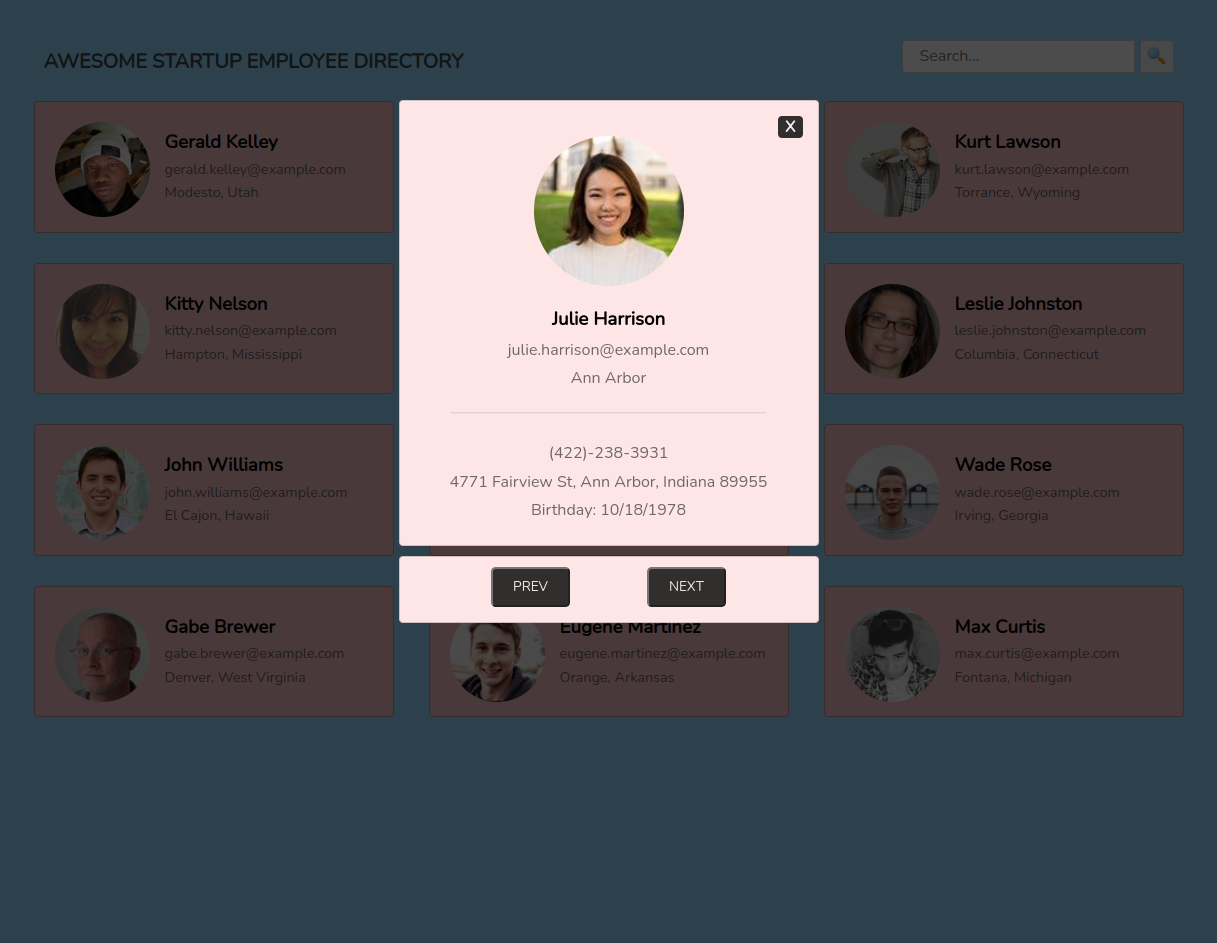 AWESOME STARTUP EMPLOYEE DIRECTORY
Search...
Gerald Kelley
gerald.kelley@example.com
Modesto, Utah
X
Julie Harrison
julie.harrison@example.com
Ann Arbor
(422)-238-3931
4771 Fairview St, Ann Arbor, Indiana 89955
Birthday: 10/18/1978
PREV
NEXT
Kurt Lawson
kurt.lawson@example.com
Torrance, Wyoming
Kitty Nelson
kitty.nelson@example.com
Hampton, Mississippi
Leslie Johnston
leslie.johnston@example.com
Columbia, Connecticut
John Williams
john.williams@example.com
El Cajon, Hawaii
Wade Rose
wade.rose@example.com
Irving, Georgia
Gabe Brewer
gabe.brewer@example.com
Denver, West Virginia
Eugene Martinez
eugene.martinez@example.com
Orange, Arkansas
Max Curtis
max.curtis@example.com
Fontana, Michigan